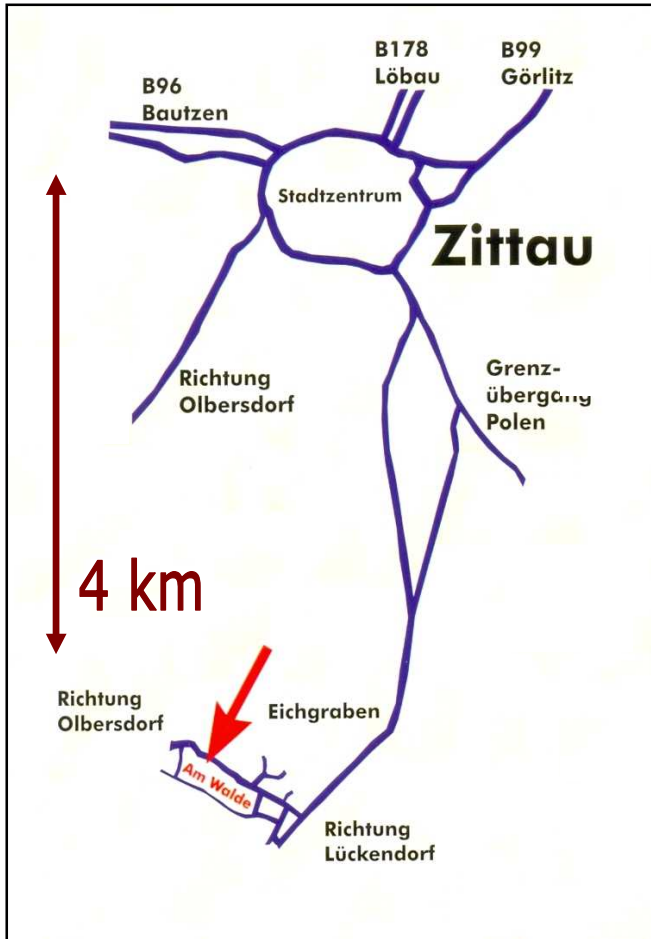 B178
Löbau
B99
Görlitz
B96
Bautzen
Stadtzentrum
Zittau
Richtung
Olbersdorf
Grenz-
übergang
Polen
4 km
Richtung
Olbersdorf
Eichgraben
Am Walde
Richtung
Lückendorf